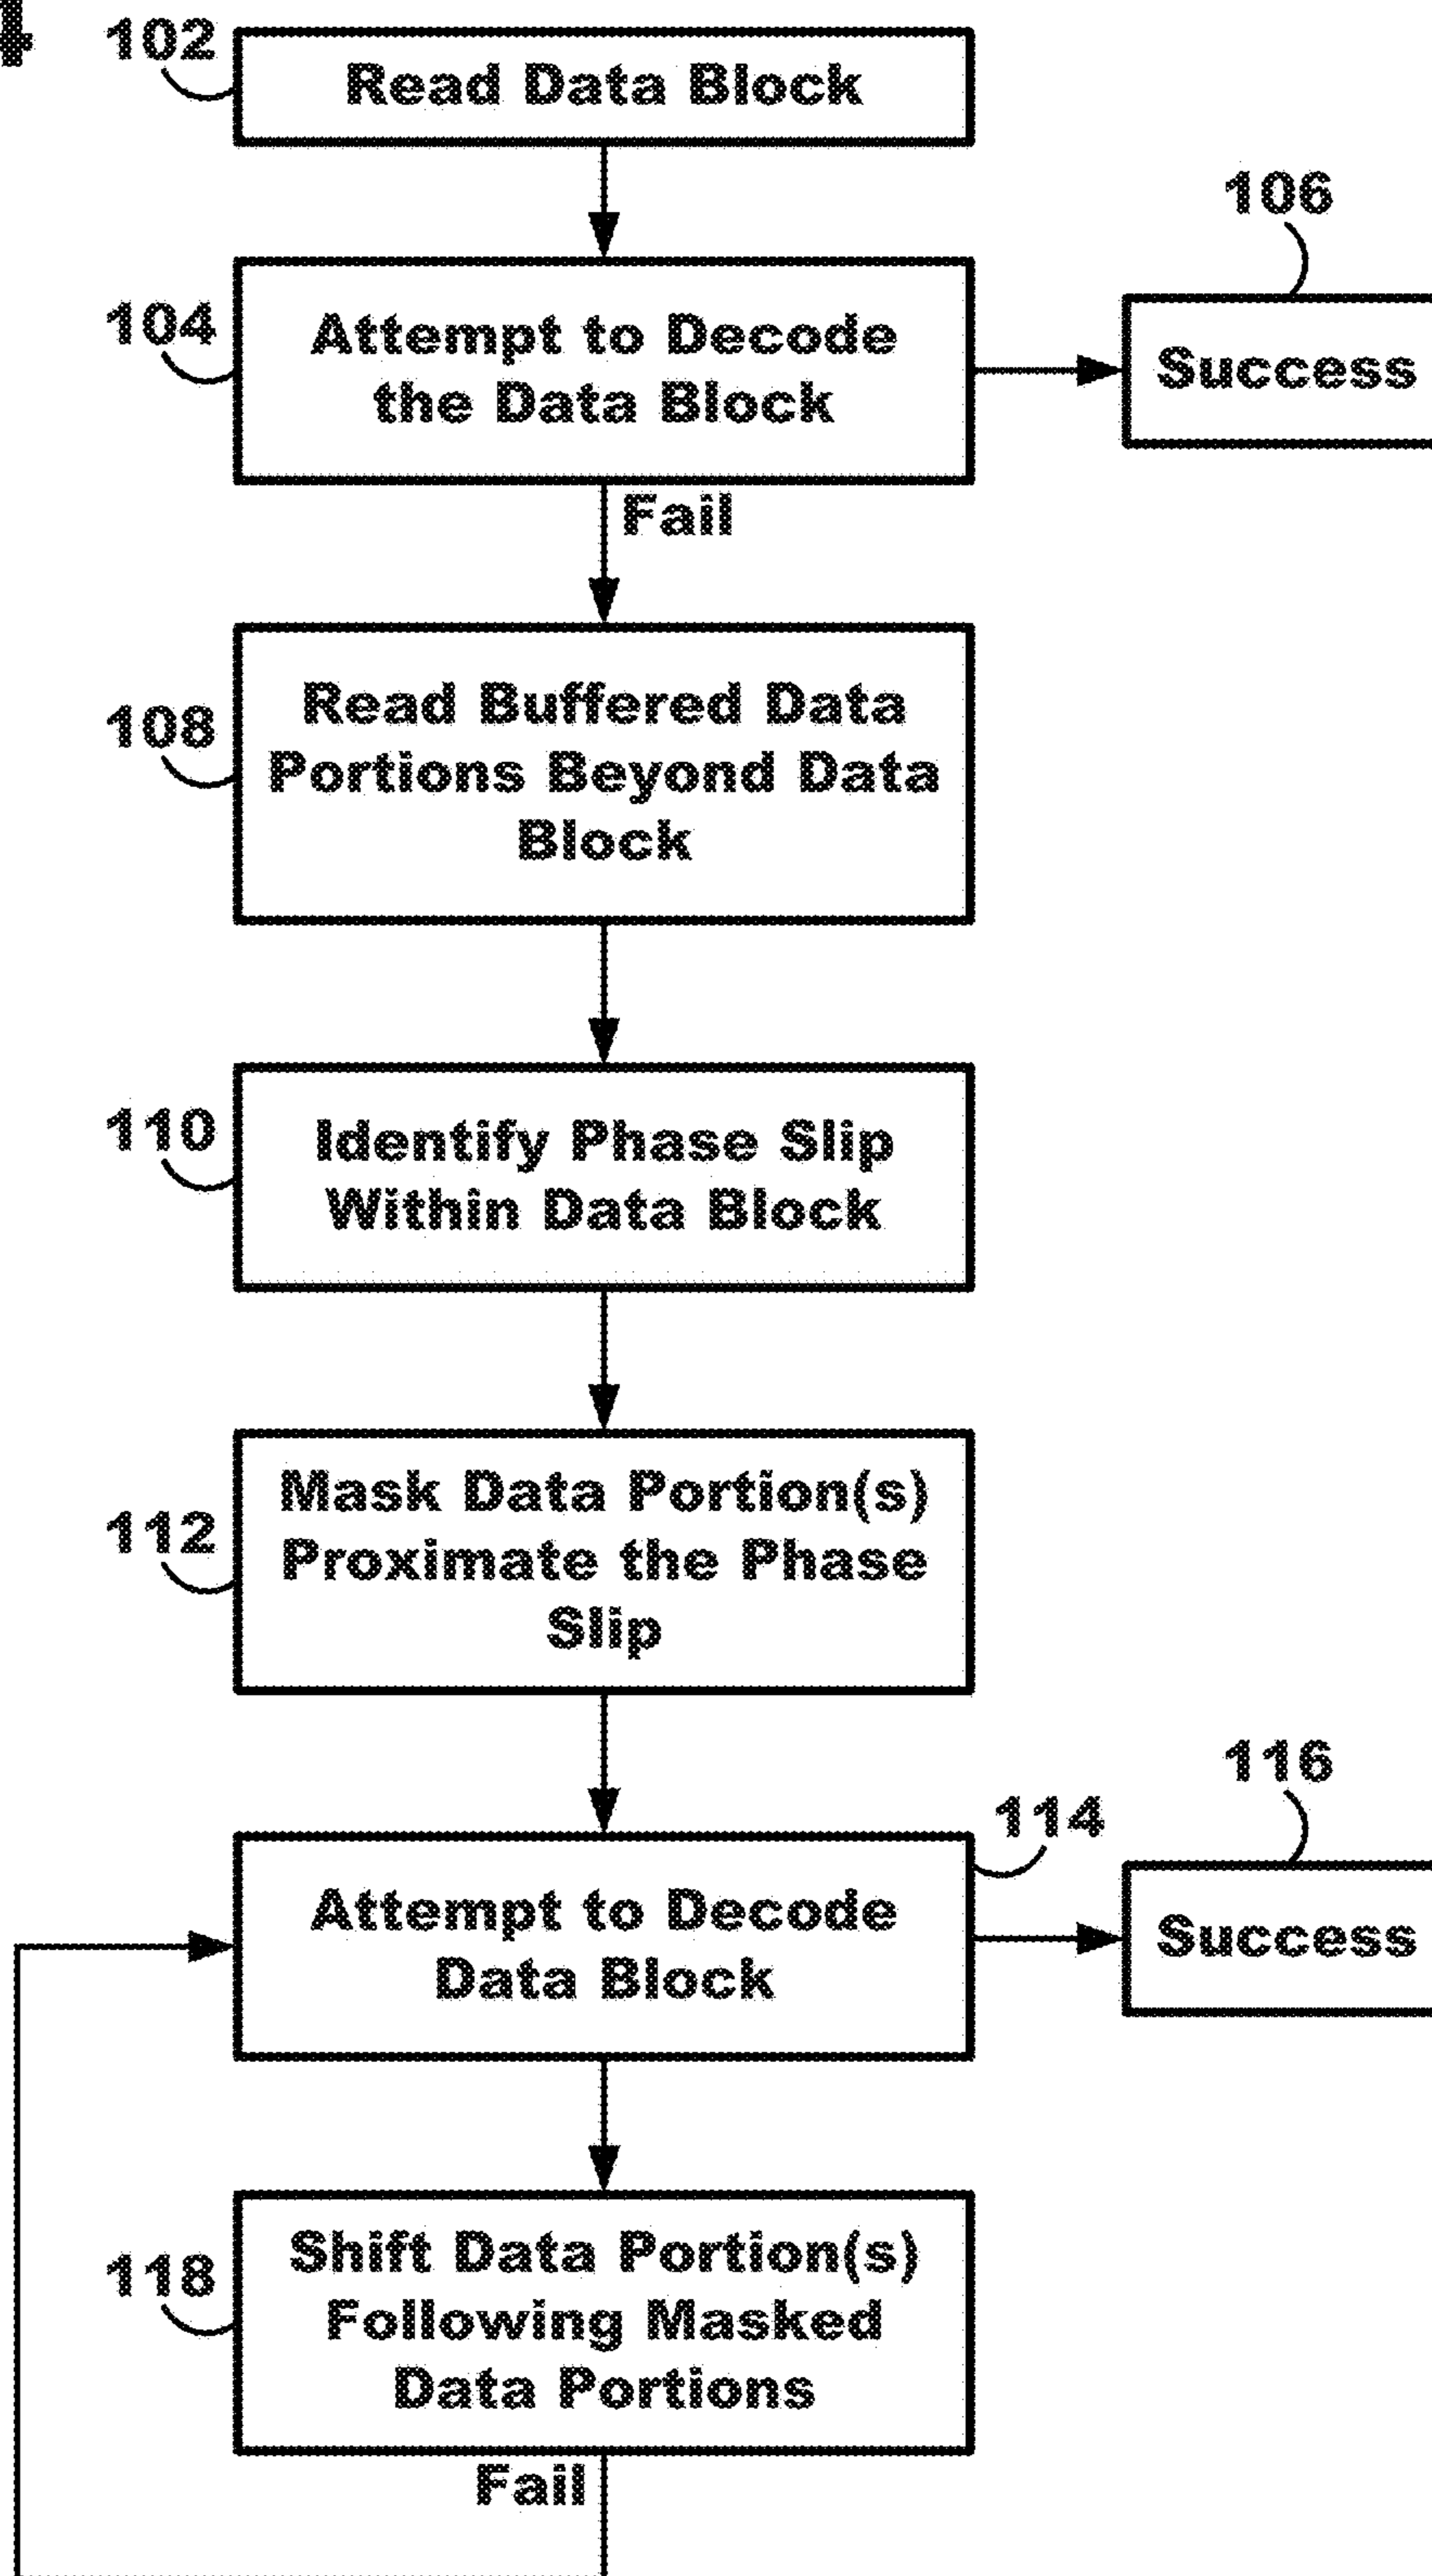 4
102
Read Data Block
106
104
Attempt to Decode
the Data Block
Success
Fail
108
Read Buffered Data
Portions Beyond Data
Block
110
Identify Phase Slip
Within Data Block
112
Mask Data Portion(s)
Proximate the Phase
Slip
116
114
Attempt to Decode
Data Block
Success
118
Shift Data Portion(s)
Following Masked
Data Portions
Fail